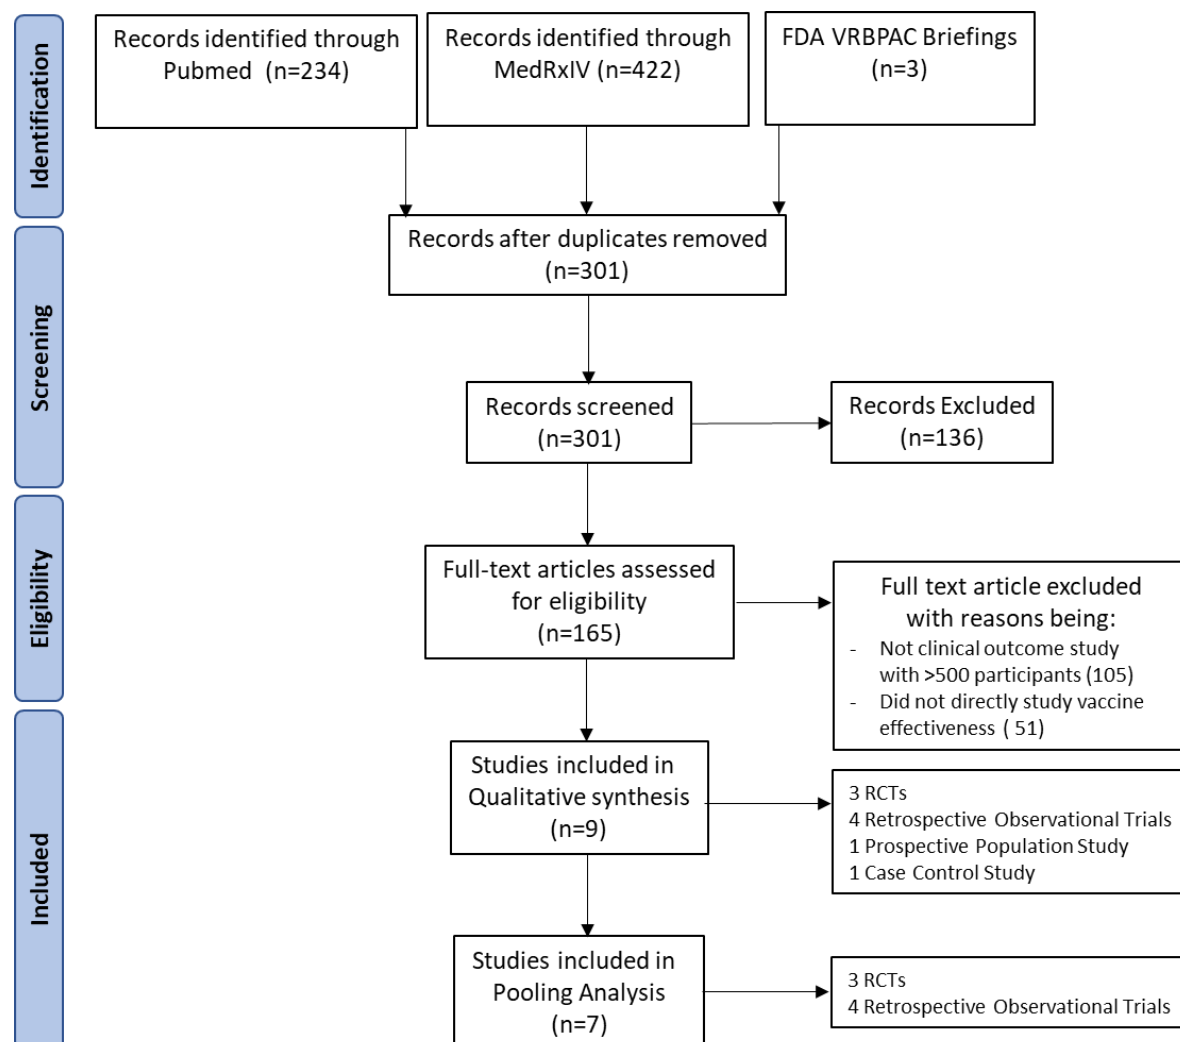 Identification
Records identified through
Pubmed (n=234)
Records identified through
MedRxIV (n=422)
FDA VRBPAC Briefings
(n=3)
Records after duplicates removed
(n=301)
Screening
Records screened
(n=301)
Records Excluded
(n=136)
Eligibility
Full-text articles assessed
for eligibility
(n=165)
Full text article excluded
with reasons being:
- Not clinical outcome study
with >500 participants (105)
- Did not directly study vaccine
effectiveness ( 51)
Included
Studies included in
Qualitative synthesis
(n=9)
3 RCTs
4 Retrospective Observational Trials
1 Prospective Population Study
1 Case Control Study
Studies included in
Pooling Analysis
(n=7)
3 RCTs
4 Retrospective Observational Trials